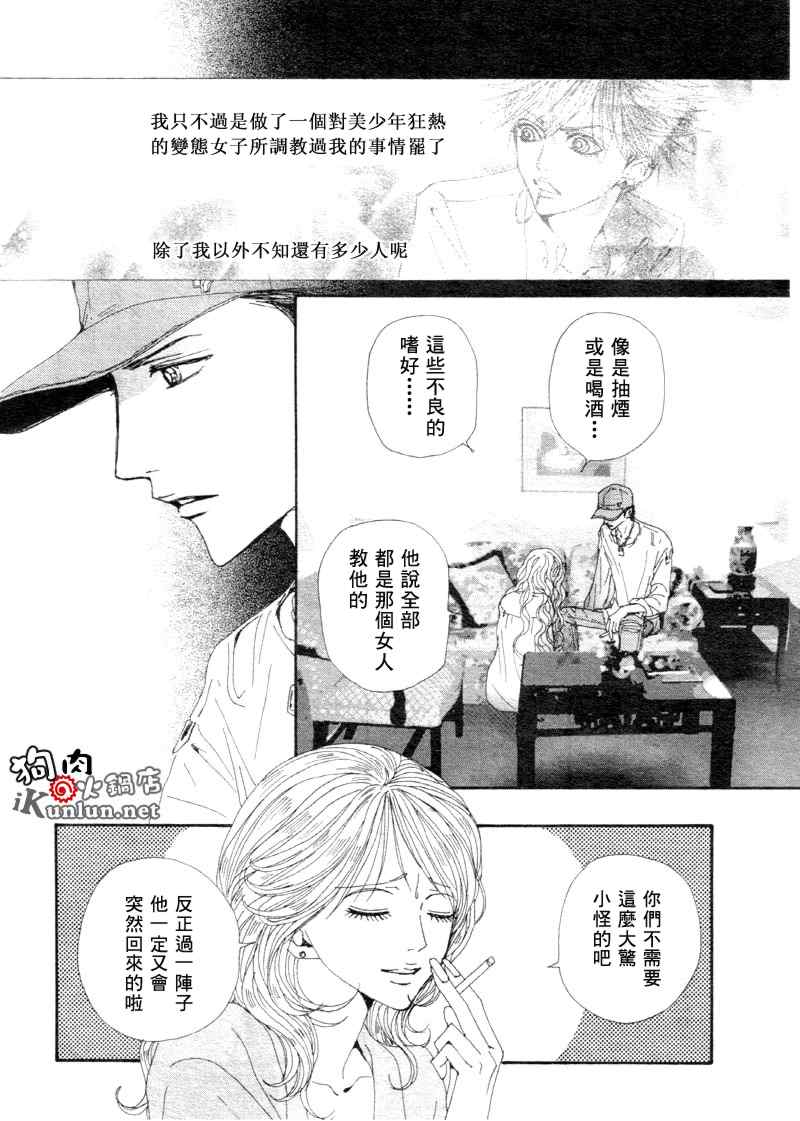 我只不過是做了一個對美少年狂熱
的變態女子所調教過我的事情罷了
除了我以外不知還有多少人呢
像是抽煙
或是喝酒…
這些不良的
嗜好……
他說全部
都是那個女人
教他的
你們不需要
這麼大驚
小怪的吧
反正過一陣子
他一定又會
突然回來的啦
狗肉
火鍋店
iKunlun.net